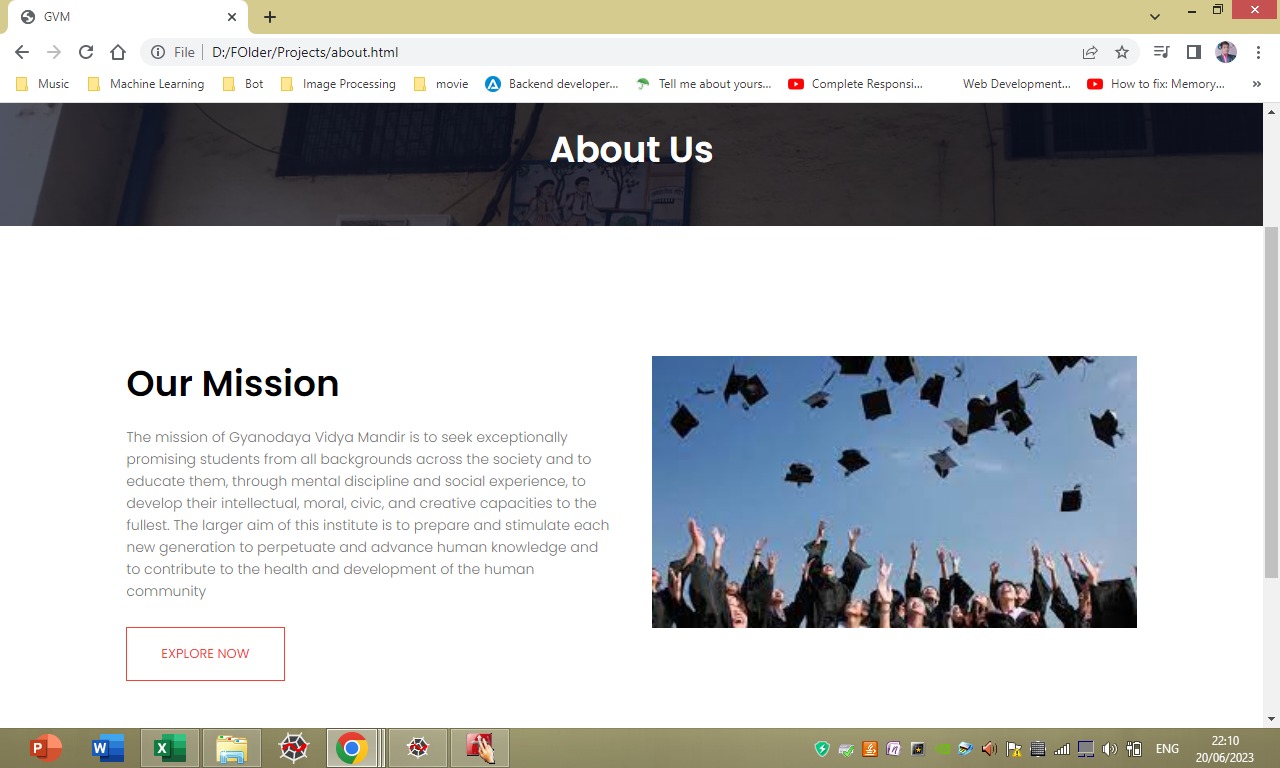 GVM
File
D:/FOlder/Projects/about.html
Music
Machine Learning
Bot
Image Processing
movie
Backend developer...
Tell me about yours...
Complete Responsi...
Web Development...
How to fix: Memory...
About Us
Our Mission
The mission of Gyanodaya Vidya Mandir is to seek exceptionally
promising students from all backgrounds across the society and to
educate them, through mental discipline and social experience, to
develop their intellectual, moral, civic, and creative capacities to the
fullest. The larger aim of this institute is to prepare and stimulate each
new generation to perpetuate and advance human knowledge and
to contribute to the health and development of the human
community
EXPLORE NOW
ENG
22:10
20/06/2023